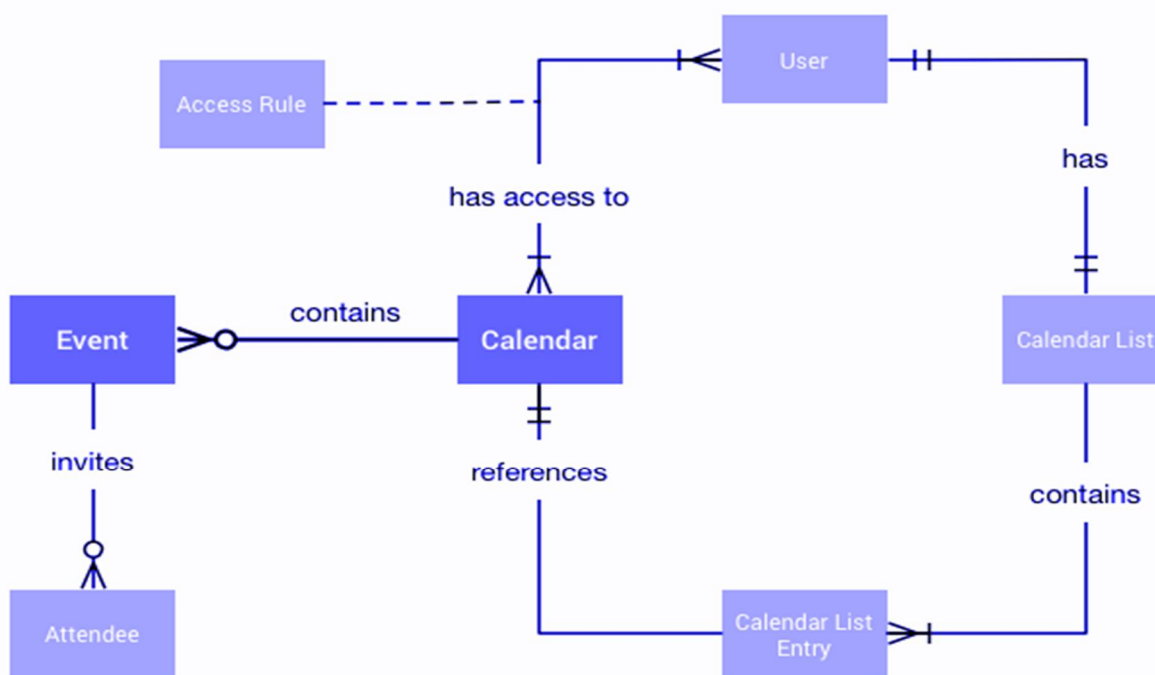 User
Access Rule
has
has access to
contains
Event
Calendar
Calendar List
invites
references
contains
Attendee
Calendar List
Entry